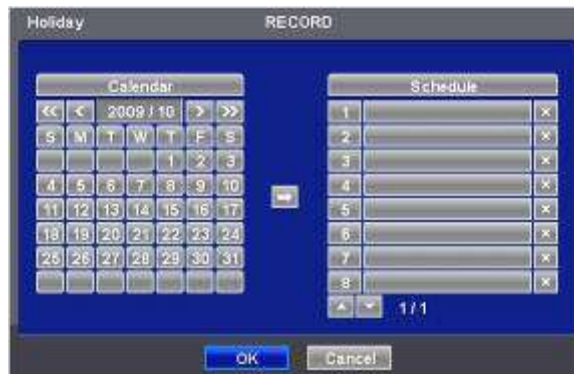 Holiday RECORD
Calendar
<< < 2009 / 10 > >>
S M T W T F S
1 2 3
4 5 6 7 8 9 10
11 12 13 14 15 16 17
18 19 20 21 22 23 24
25 26 27 28 29 30 31
Schedule
1 ×
2 ×
3 ×
4 ×
5 ×
6 ×
7 ×
8 ×
1 / 1
OK Cancel